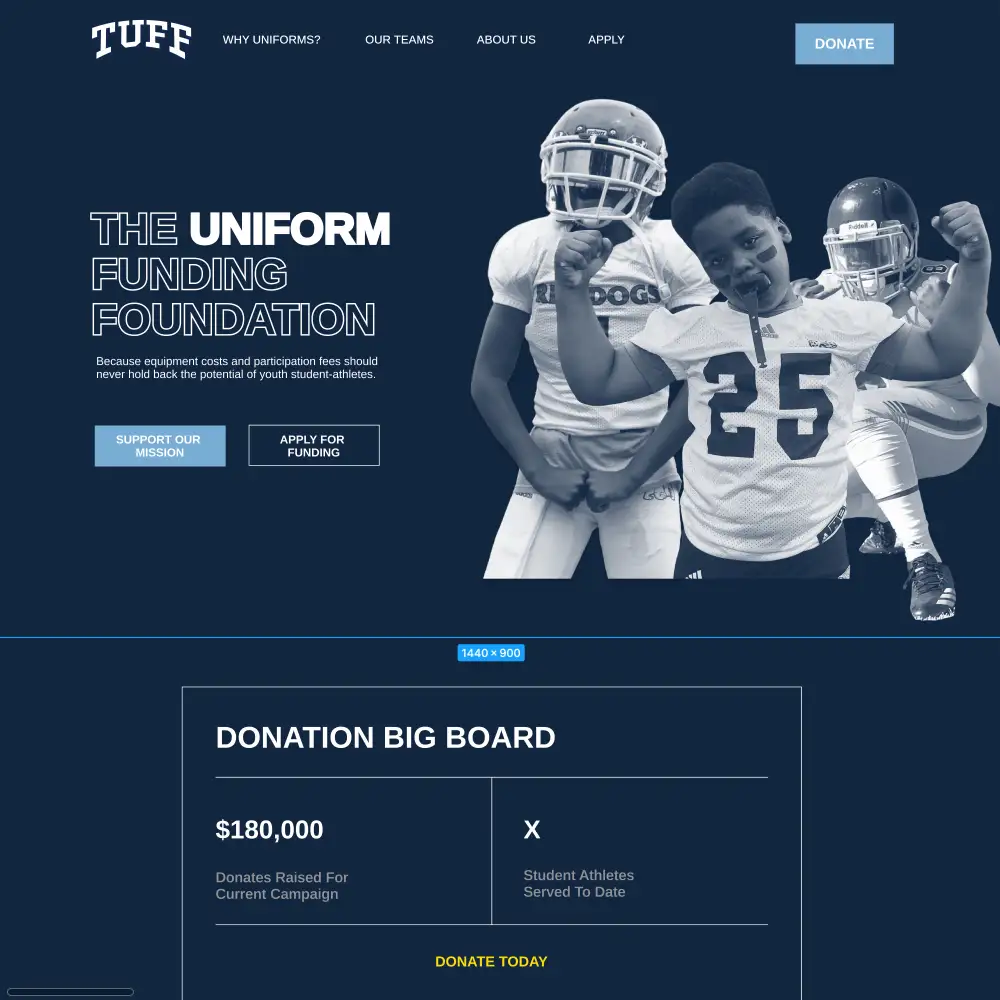 TUFF
WHY UNIFORMS?
OUR TEAMS
ABOUT US
APPLY
DONATE
THE UNIFORM
FUNDING
FOUNDATION
Because equipment costs and participation fees should
never hold back the potential of youth student-athletes.
SUPPORT OUR
MISSION
APPLY FOR
FUNDING
Riddell
8
DOGS
25
1440 × 900
DONATION BIG BOARD
$180,000
X
Donates Raised For
Current Campaign
Student Athletes
Served To Date
DONATE TODAY